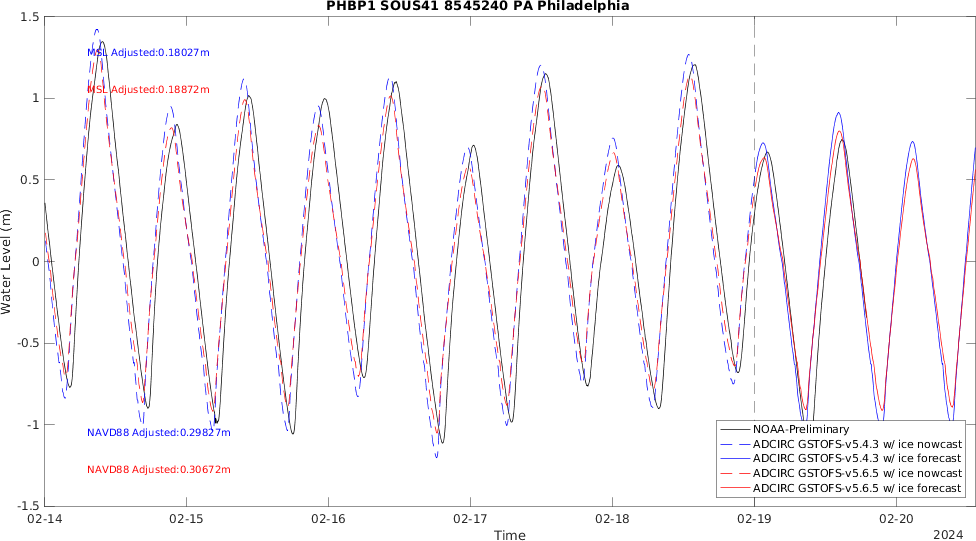 PHBP1 SOUS41 8545240 PA Philadelphia
1.5
1
0.5
0
-0.5
-1
-1.5
Water Level (m)
MSL Adjusted:0.18027m
MSL Adjusted:0.18872m
NAVD88 Adjusted:0.29827m
NAVD88 Adjusted:0.30672m
NOAA-Preliminary
ADCIRC GSTOFS-v5.4.3 w/ ice nowcast
ADCIRC GSTOFS-v5.4.3 w/ ice forecast
ADCIRC GSTOFS-v5.6.5 w/ ice nowcast
ADCIRC GSTOFS-v5.6.5 w/ ice forecast
02-14 02-15 02-16 02-17 02-18 02-19 02-20
Time
2024